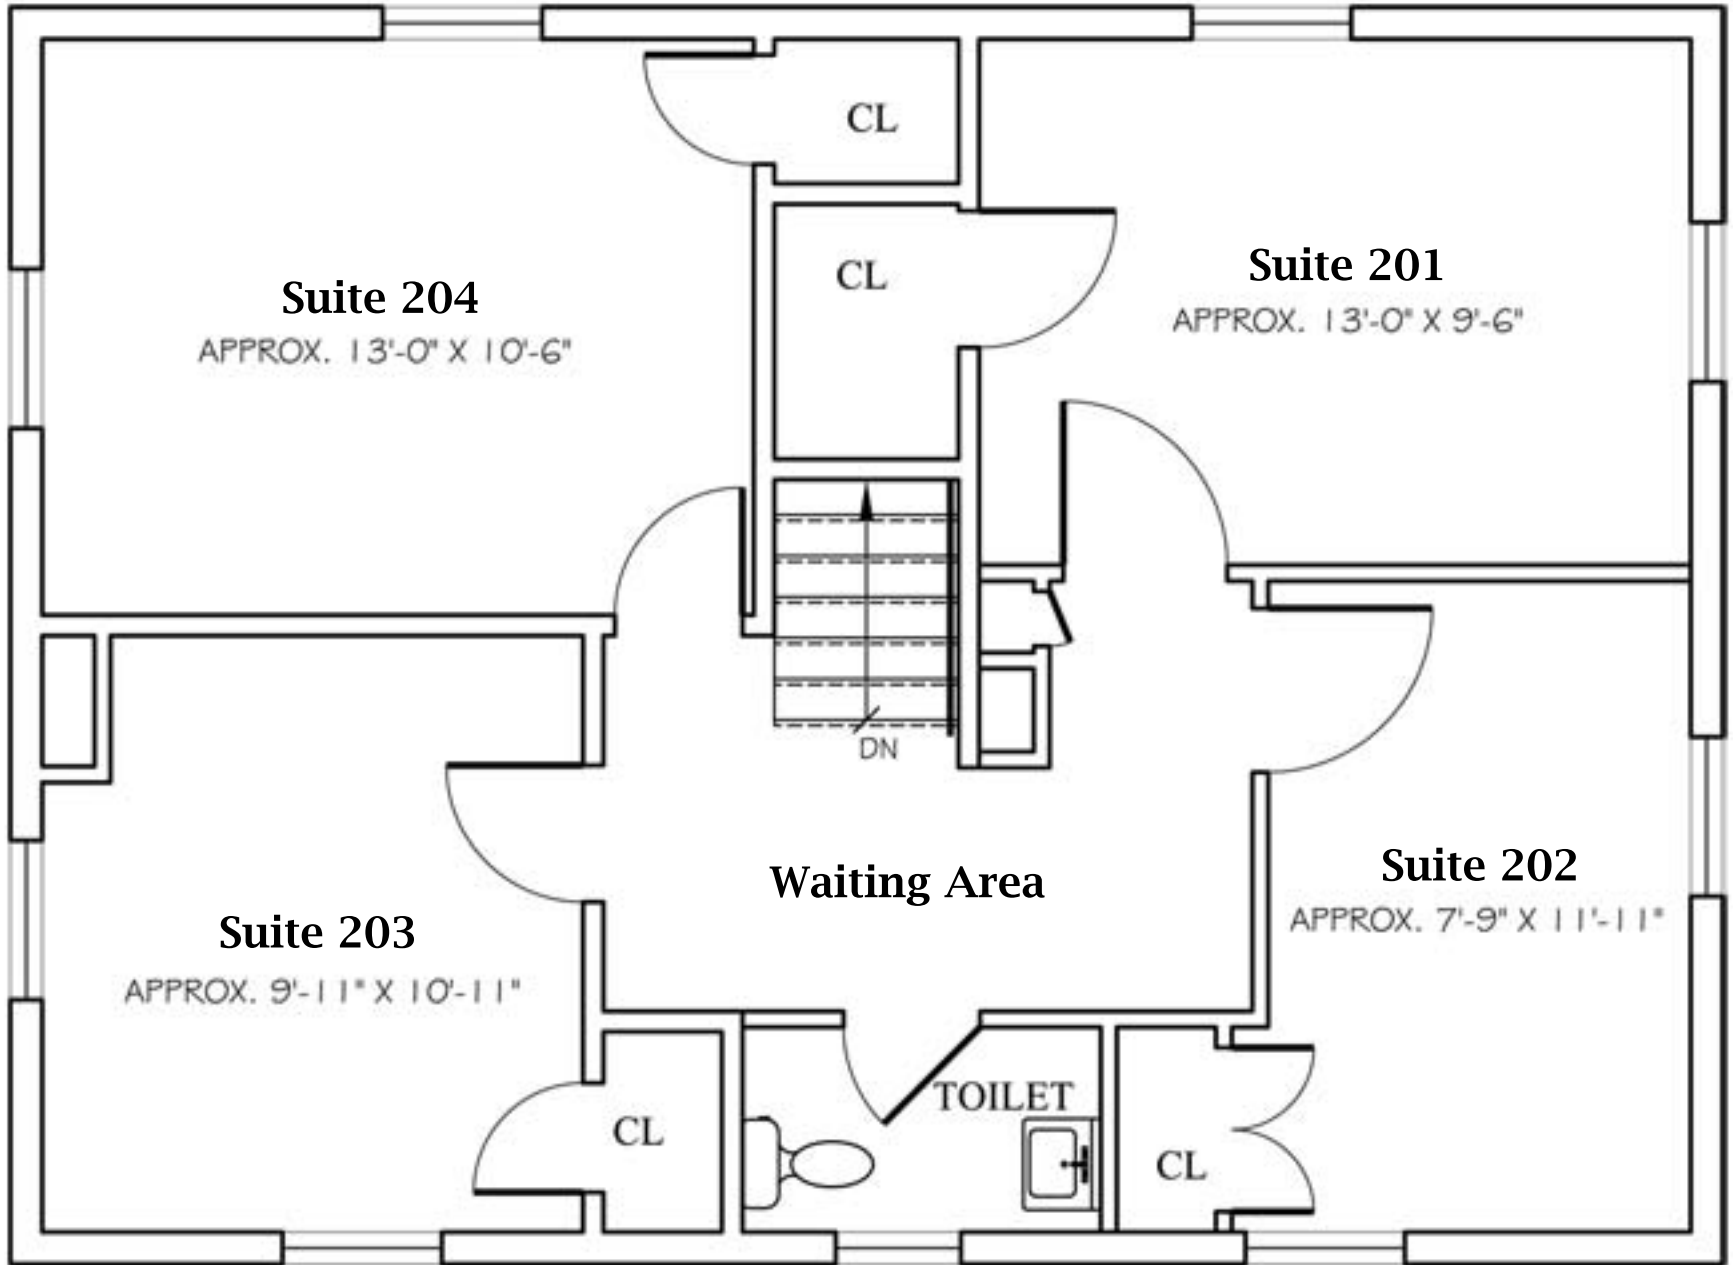 CL
CL
Suite 204
APPROX. 13'-0" X 10'-6"
Suite 201
APPROX. 13'-0" X 9'-6"
DN
Waiting Area
Suite 203
APPROX. 9'-11" X 10'-11"
Suite 202
APPROX. 7'-9" X 11'-11"
CL
TOILET
CL